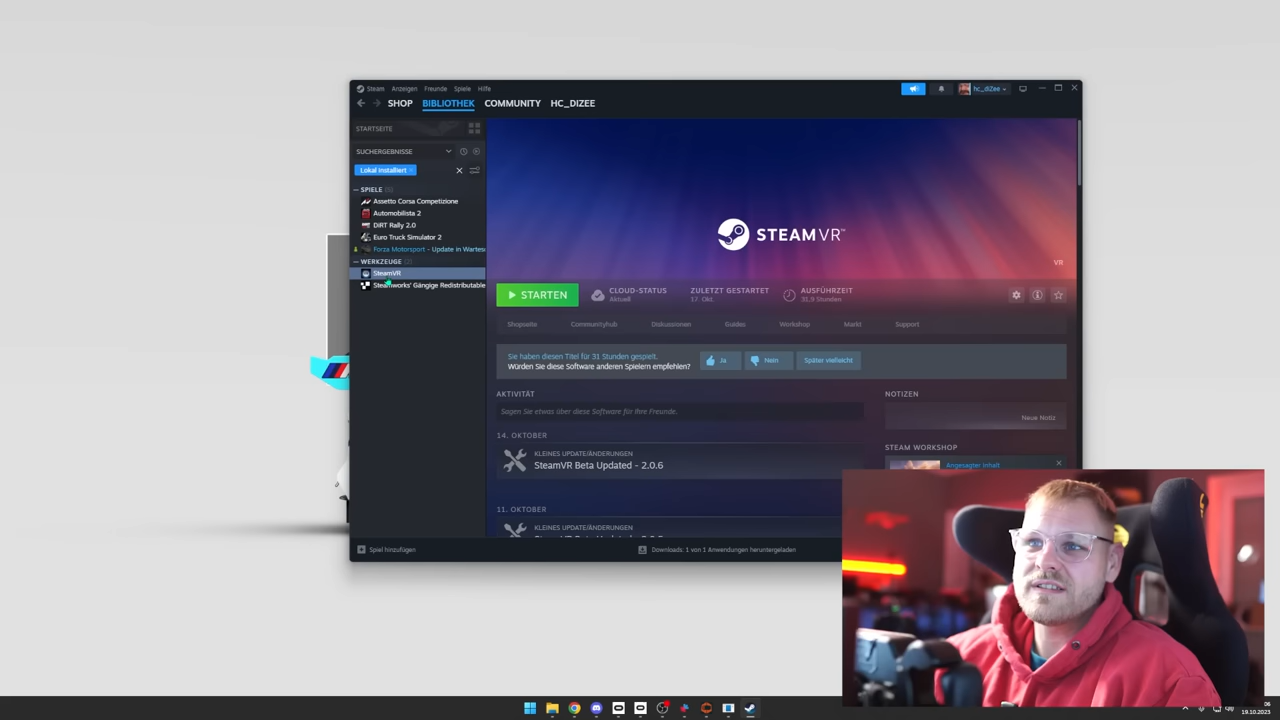 Steam Anzeigen Freunde Spiele Hilfe
hc_diZee
SHOP BIBLIOTHEK COMMUNITY HC_DIZEE
STARTSEITE
SUCHERGEBNISSE
Lokal installiert
— SPIELE (5)
Assetto Corsa Competizione
Automobilista 2
DiRT Rally 2.0
Euro Truck Simulator 2
Forza Motorsport - Update in Wartesc
— WERKZEUGE (2)
SteamVR
Steamworks' Gängige Redistributable
STEAMVR™
VR
STARTEN
CLOUD-STATUS
Aktuell
ZULETZT GESTARTET
17. Okt.
AUSFÜHRZEIT
31,9 Stunden
Shopseite Communityhub Diskussionen Guides Workshop Markt Support
Sie haben diesen Titel für 31 Stunden gespielt.
Würden Sie diese Software anderen Spielern empfehlen?
Ja Nein Später vielleicht
AKTIVITÄT
Sagen Sie etwas über diese Software für Ihre Freunde.
NOTIZEN
Neue Notiz
14. OKTOBER
KLEINES UPDATE/ÄNDERUNGEN
SteamVR Beta Updated - 2.0.6
STEAM WORKSHOP
Angesagter Inhalt
11. OKTOBER
KLEINES UPDATE/ÄNDERUNGEN
Spiel hinzufügen
Downloads: 1 von 1 Anwendungen heruntergeladen
19.10.2023